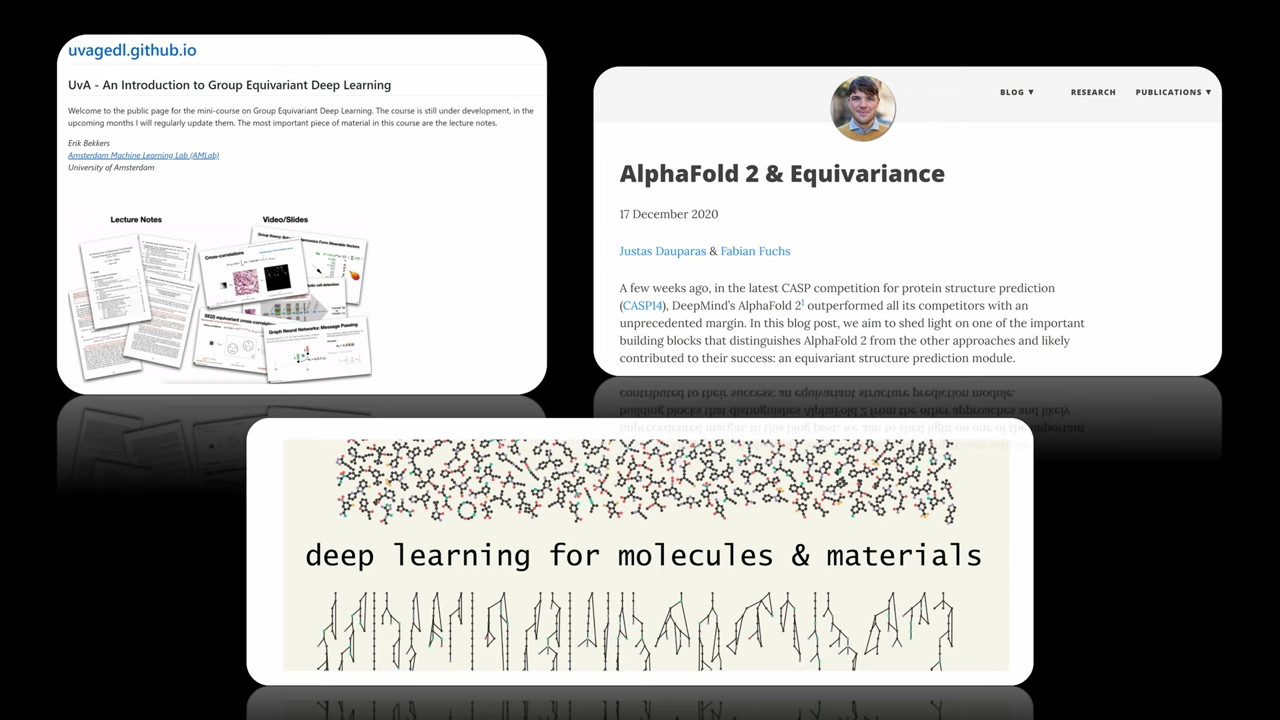 uvagedl.github.io
UvA - An Introduction to Group Equivariant Deep Learning
Welcome to the public page for the mini-course on Group Equivariant Deep Learning. The course is still under development, in the
upcoming months I will regularly update them. The most important piece of material in this course are the lecture notes.
Erik Bekkers
Amsterdam Machine Learning Lab (AMLab)
University of Amsterdam
Lecture Notes
Video/Slides
Cross-correlations
Graph Neural Networks: Message Passing
BLOG ▼ RESEARCH PUBLICATIONS ▼
AlphaFold 2 & Equivariance
17 December 2020
Justas Dauparas & Fabian Fuchs
A few weeks ago, in the latest CASP competition for protein structure prediction
(CASP14), DeepMind's AlphaFold 2¹ outperformed all its competitors with an
unprecedented margin. In this blog post, we aim to shed light on one of the important
building blocks that distinguishes AlphaFold 2 from the other approaches and likely
contributed to their success: an equivariant structure prediction module.
deep learning for molecules & materials